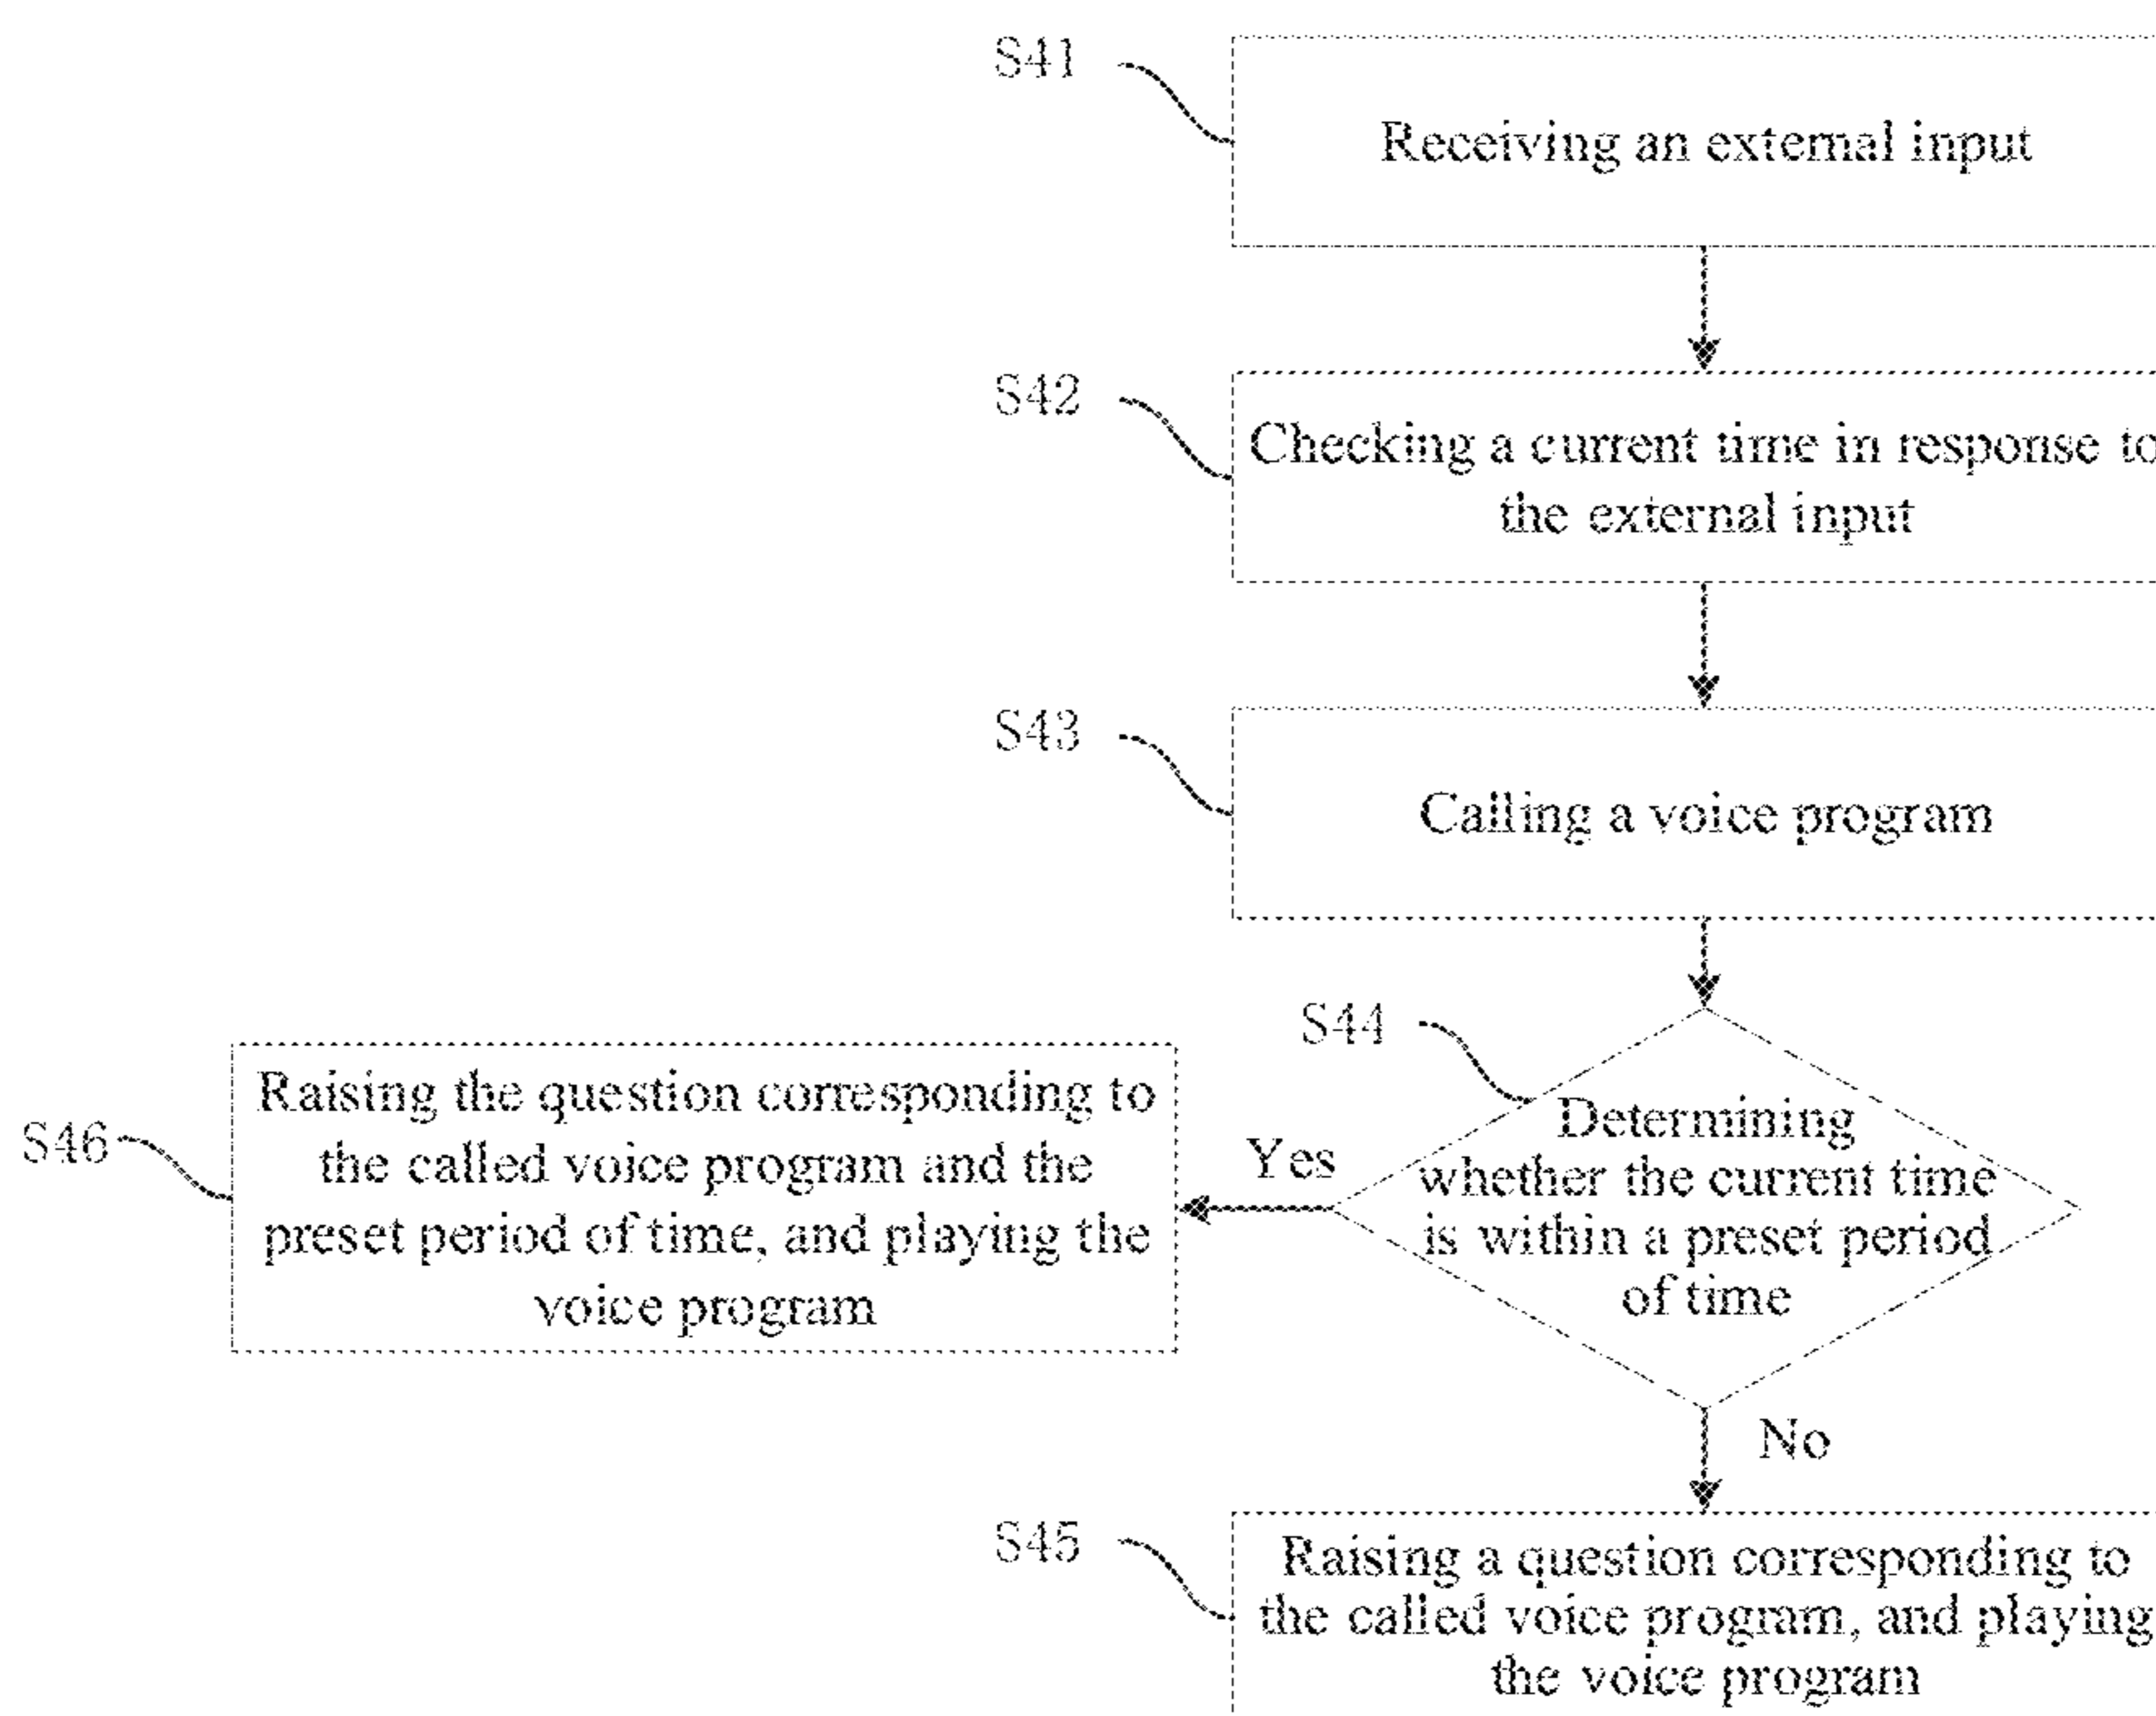 S41
Receiving an external input
S42
Checking a current time in response to
the external input
S43
Calling a voice program
S44
Determining
whether the current time
is within a preset period
of time
Yes
S46
Raising the question corresponding to
the called voice program and the
preset period of time, and playing the
voice program
No
S45
Raising a question corresponding to
the called voice program, and playing
the voice program